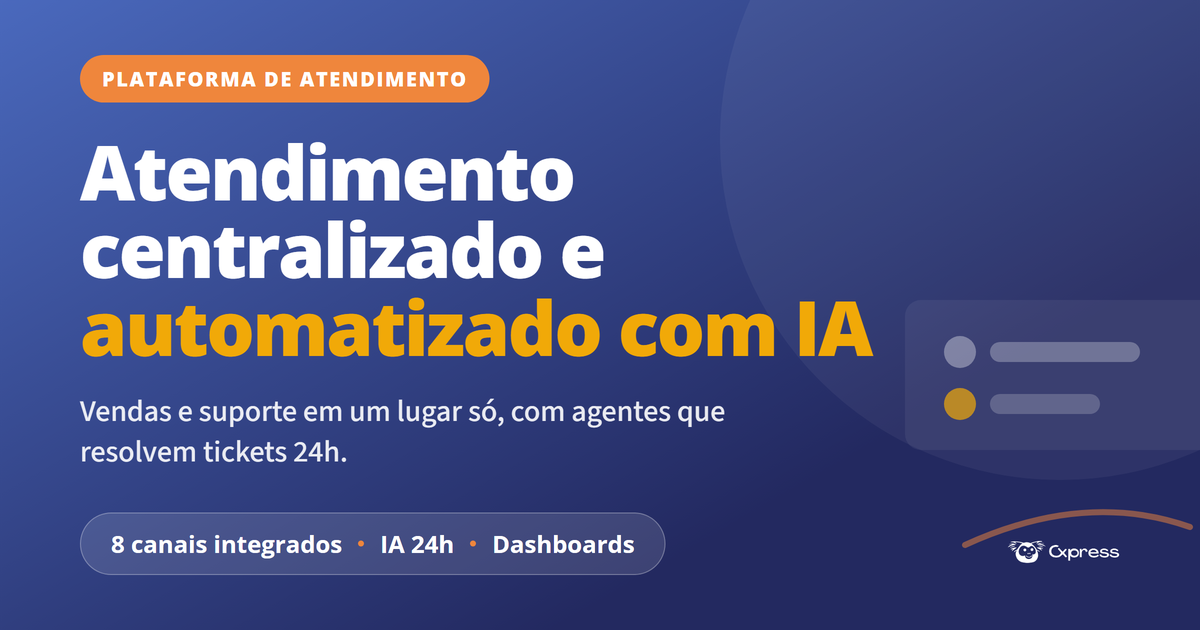 PLATAFORMA DE ATENDIMENTO
Atendimento
centralizado e
automatizado com IA
Vendas e suporte em um lugar só, com agentes que
resolvem tickets 24h.
8 canais integrados • IA 24h • Dashboards
Cxpress